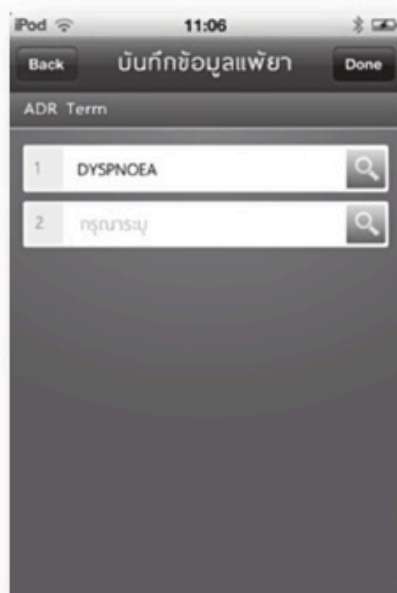 iPod 11:06
Back บันทึกข้อมูลแพ้ยา Done
ADR Term
1 DYSPNOEA
2 กรุณาระบุ